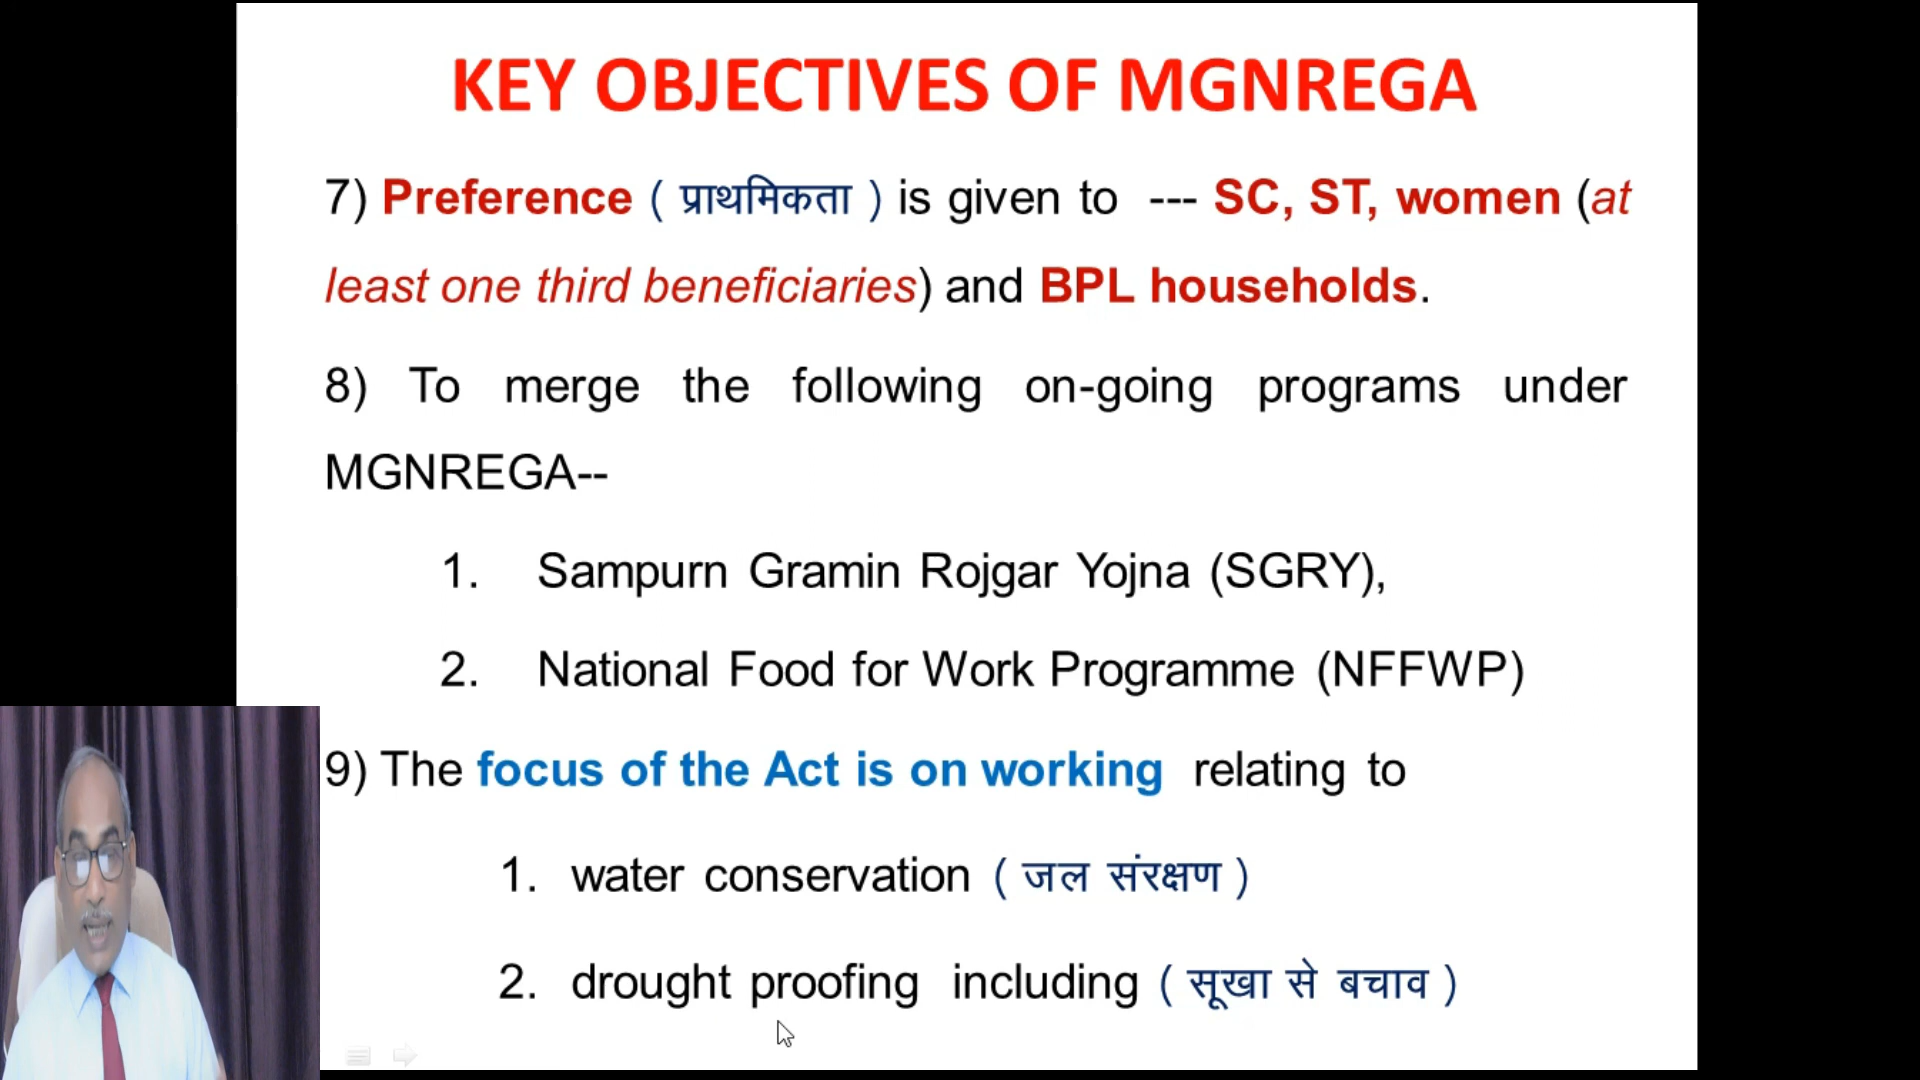 KEY OBJECTIVES OF MGNREGA
7) Preference ( प्राथमिकता ) is given to --- SC, ST, women (at
least one third beneficiaries) and BPL households.
8) To merge the following on-going programs under
MGNREGA--
1. Sampurn Gramin Rojgar Yojna (SGRY),
2. National Food for Work Programme (NFFWP)
9) The focus of the Act is on working relating to
1. water conservation ( जल संरक्षण )
2. drought proofing including ( सूखा से बचाव )